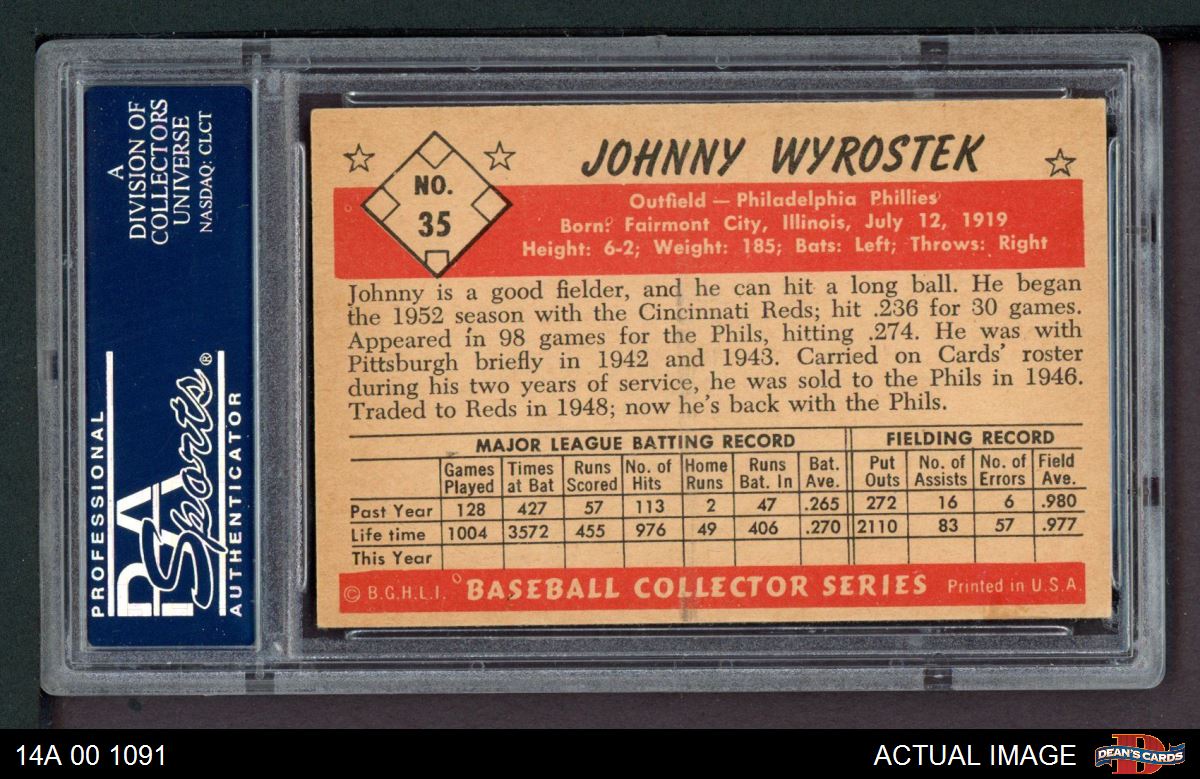 A
DIVISION OF
COLLECTORS
UNIVERSE
NASDAQ: CLCT
PROFESSIONAL
PSA
Sports®
AUTHENTICATOR
NO.
35
JOHNNY WYROSTEK
Outfield — Philadelphia Phillies
Born: Fairmont City, Illinois, July 12, 1919
Height: 6-2; Weight: 185; Bats: Left; Throws: Right
Johnny is a good fielder, and he can hit a long ball. He began
the 1952 season with the Cincinnati Reds; hit .236 for 30 games.
Appeared in 98 games for the Phils, hitting .274. He was with
Pittsburgh briefly in 1942 and 1943. Carried on Cards' roster
during his two years of service, he was sold to the Phils in 1946.
Traded to Reds in 1948; now he's back with the Phils.
MAJOR LEAGUE BATTING RECORD FIELDING RECORD
Games Times Runs No. of Home Runs Bat. Put No. of No. of Field
Played at Bat Scored Hits Runs Bat. In Ave. Outs Assists Errors Ave.
Past Year 128 427 57 113 2 47 .265 272 16 6 .980
Life time 1004 3572 455 976 49 406 .270 2110 83 57 .977
This Year
© B.G.H.L.I. BASEBALL COLLECTOR SERIES Printed in U.S.A.
14A 00 1091 ACTUAL IMAGE DEAN'S CARDS